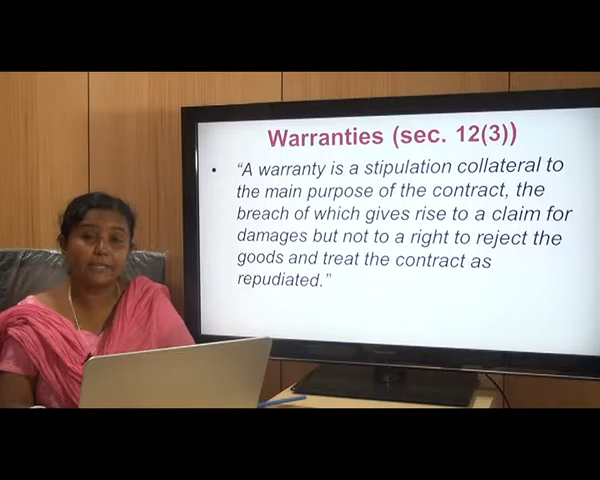 Warranties (sec. 12(3))
• “A warranty is a stipulation collateral to
the main purpose of the contract, the
breach of which gives rise to a claim for
damages but not to a right to reject the
goods and treat the contract as
repudiated.”